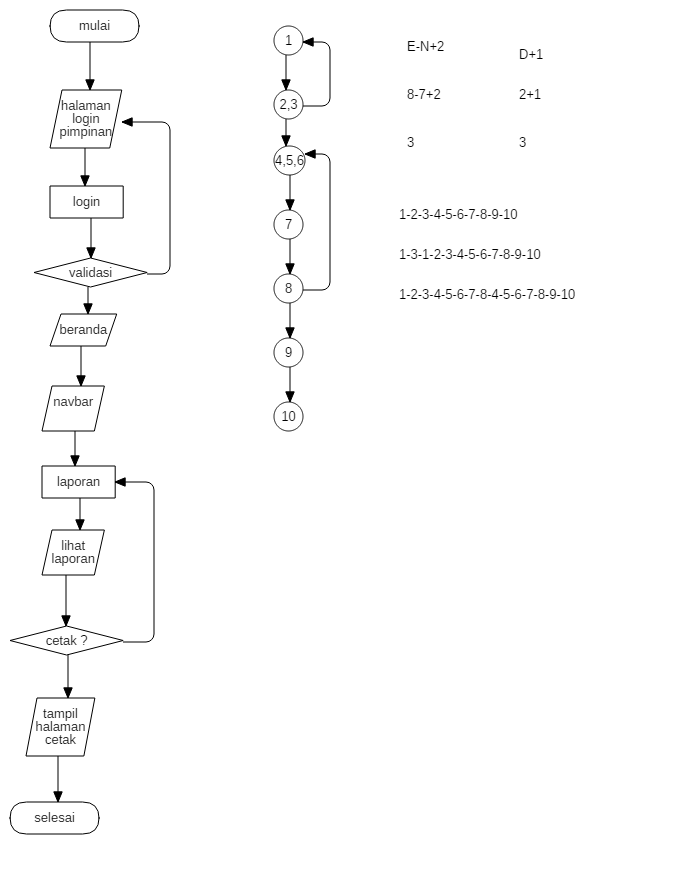 mulai
halaman
login
pimpinan
login
validasi
beranda
navbar
laporan
lihat
laporan
cetak ?
tampil
halaman
cetak
selesai
1
2,3
4,5,6
7
8
9
10
E-N+2
D+1
8-7+2
2+1
3
3
1-2-3-4-5-6-7-8-9-10
1-3-1-2-3-4-5-6-7-8-9-10
1-2-3-4-5-6-7-8-4-5-6-7-8-9-10